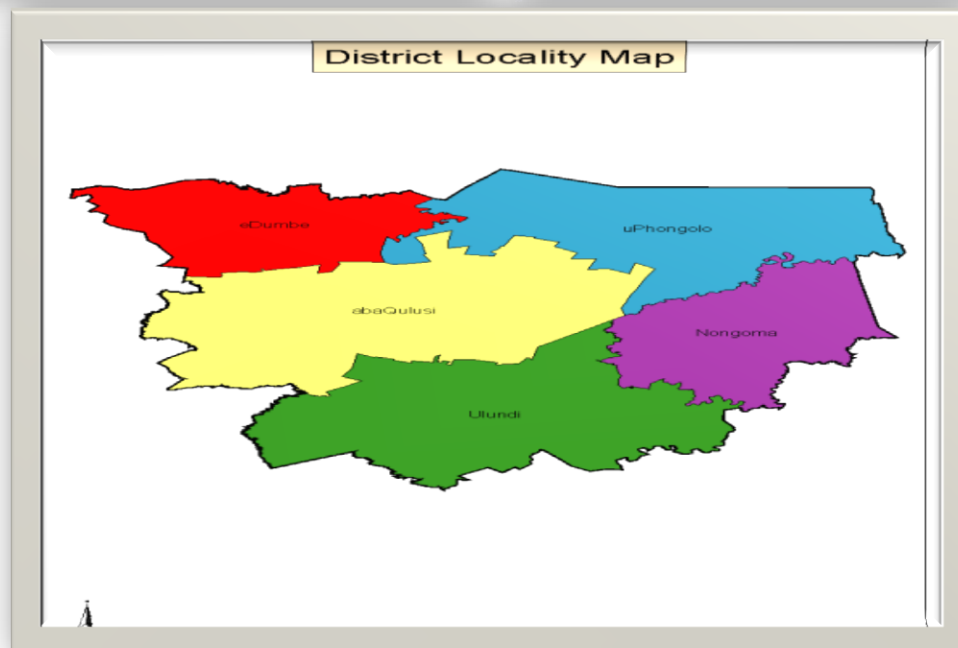 District Locality Map
eDumbe
uPhongolo
abaQulusi
Nongoma
Ulundi